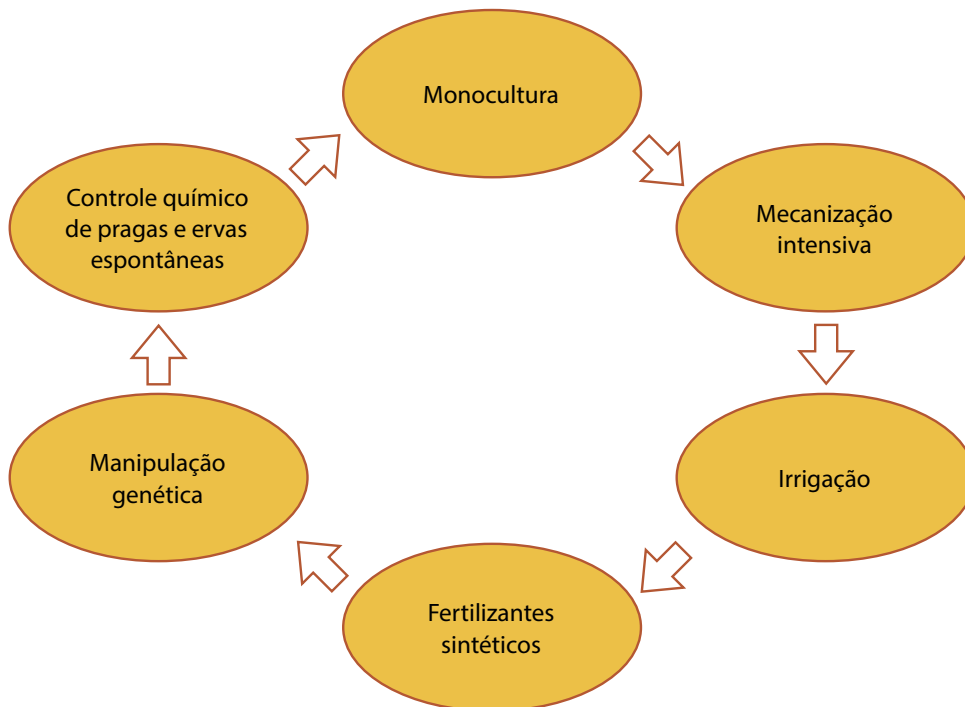 Monocultura
Mecanização
intensiva
Irrigação
Fertilizantes
sintéticos
Manipulação
genética
Controle químico
de pragas e ervas
espontâneas